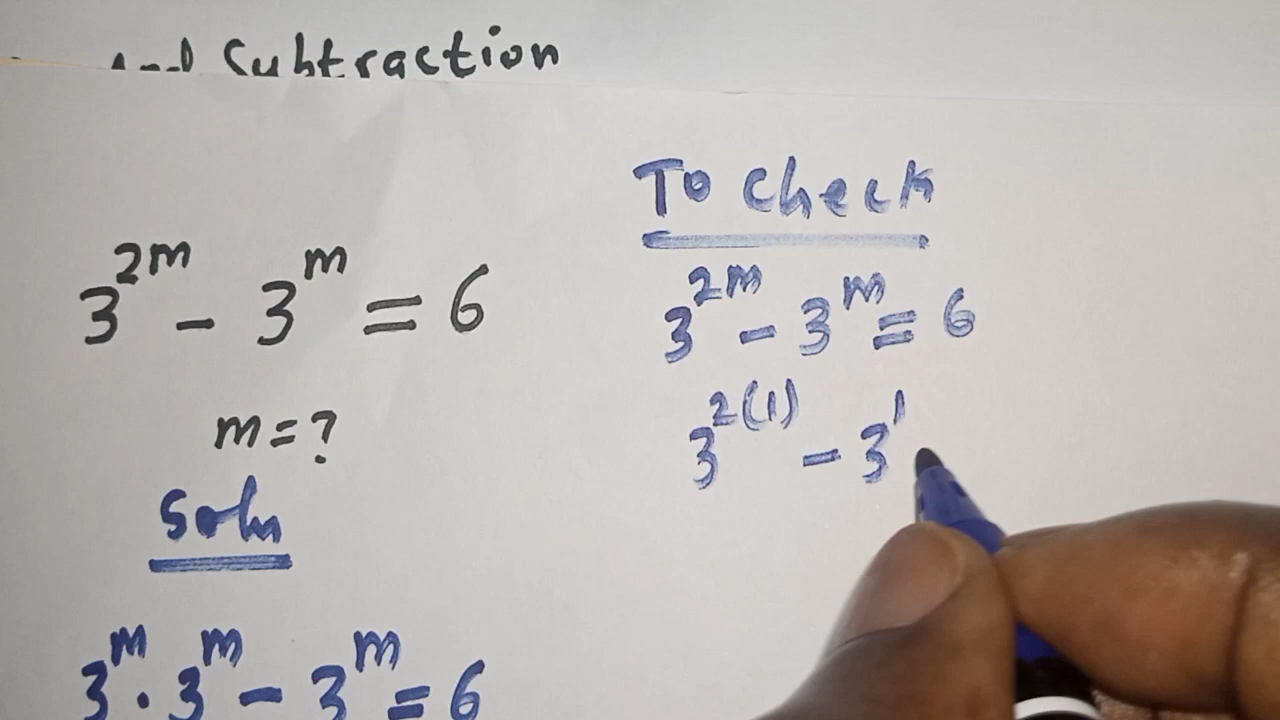 And Subtraction
3^{2m} - 3^m = 6
m = ?
Soln
3^m · 3^m - 3^m = 6
To Check
3^{2m} - 3^m = 6
3^{2(1)} - 3^1